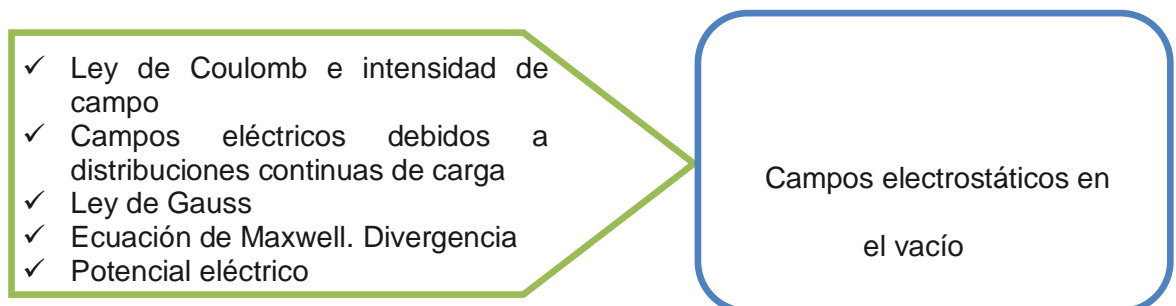 ✓ Ley de Coulomb e intensidad de
campo
✓ Campos eléctricos debidos a
distribuciones continuas de carga
✓ Ley de Gauss
✓ Ecuación de Maxwell. Divergencia
✓ Potencial eléctrico
Campos electrostáticos en
el vacío